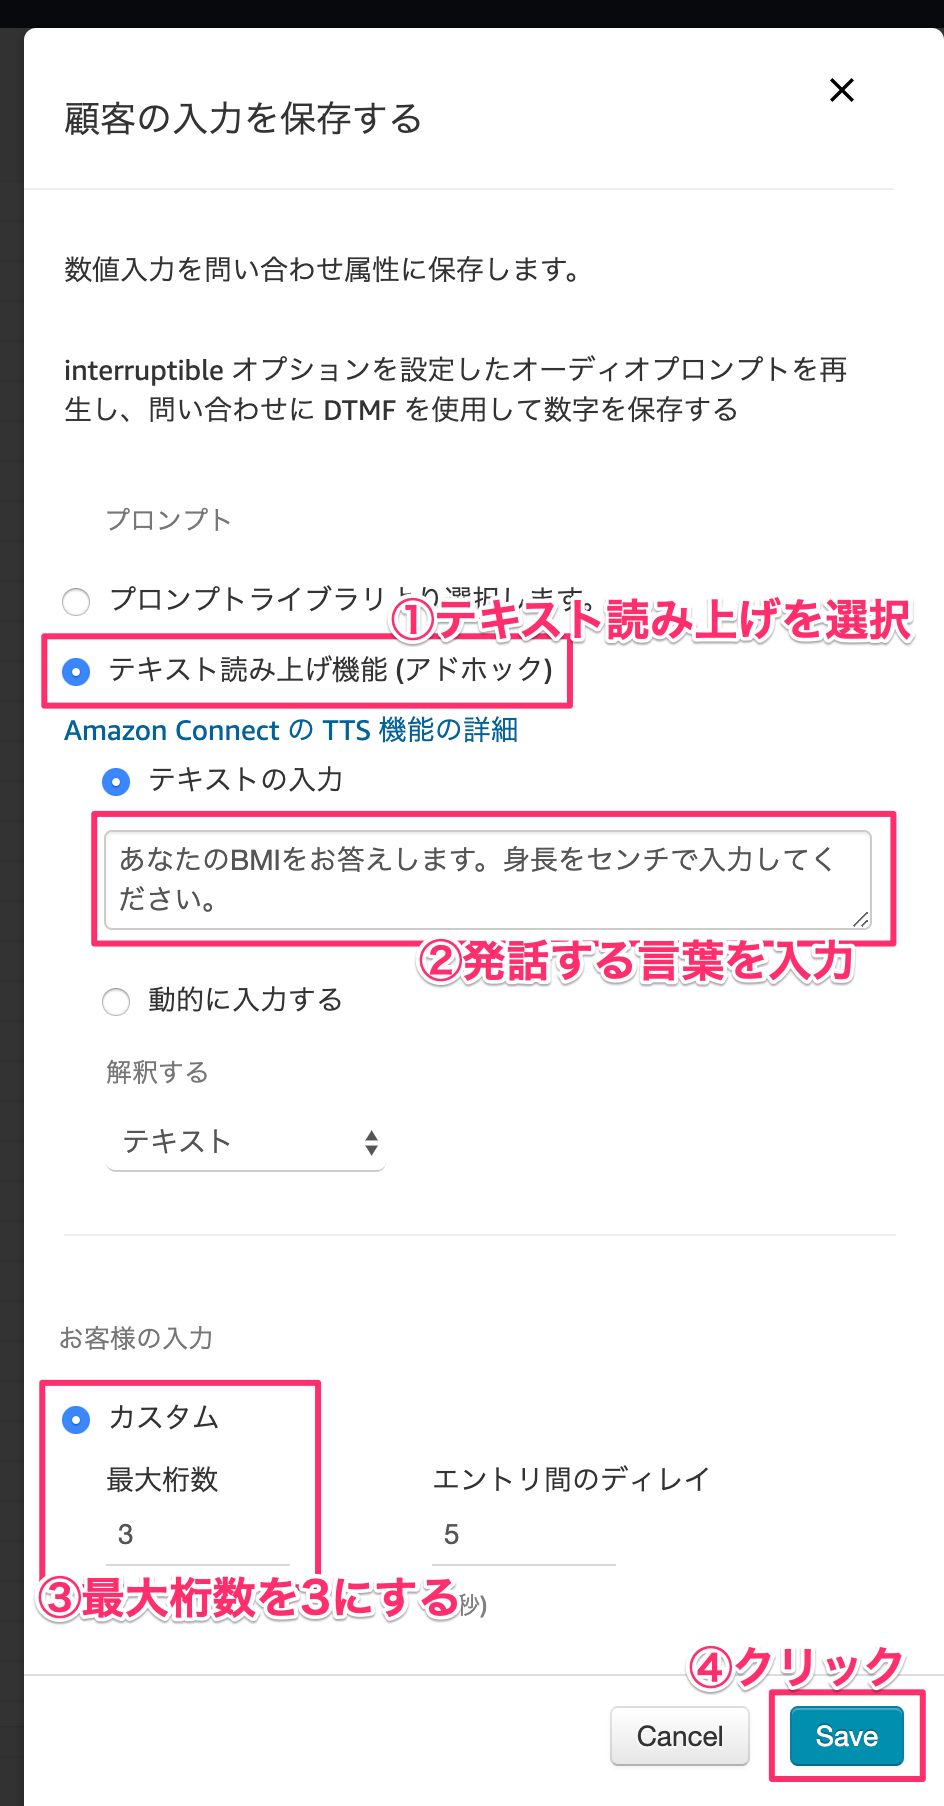 顧客の入力を保存する
数値入力を問い合わせ属性に保存します。
interruptible オプションを設定したオーディオプロンプトを再
生し、問い合わせに DTMF を使用して数字を保存する
プロンプト
プロンプトライブラリより選択します。
①テキスト読み上げを選択
テキスト読み上げ機能 (アドホック)
Amazon Connect の TTS 機能の詳細
テキストの入力
あなたのBMIをお答えします。身長をセンチで入力してく
ださい。
②発話する言葉を入力
動的に入力する
解釈する
テキスト
お客様の入力
カスタム
最大桁数 エントリ間のディレイ
3 5
③最大桁数を3にする 秒)
④クリック
Cancel Save